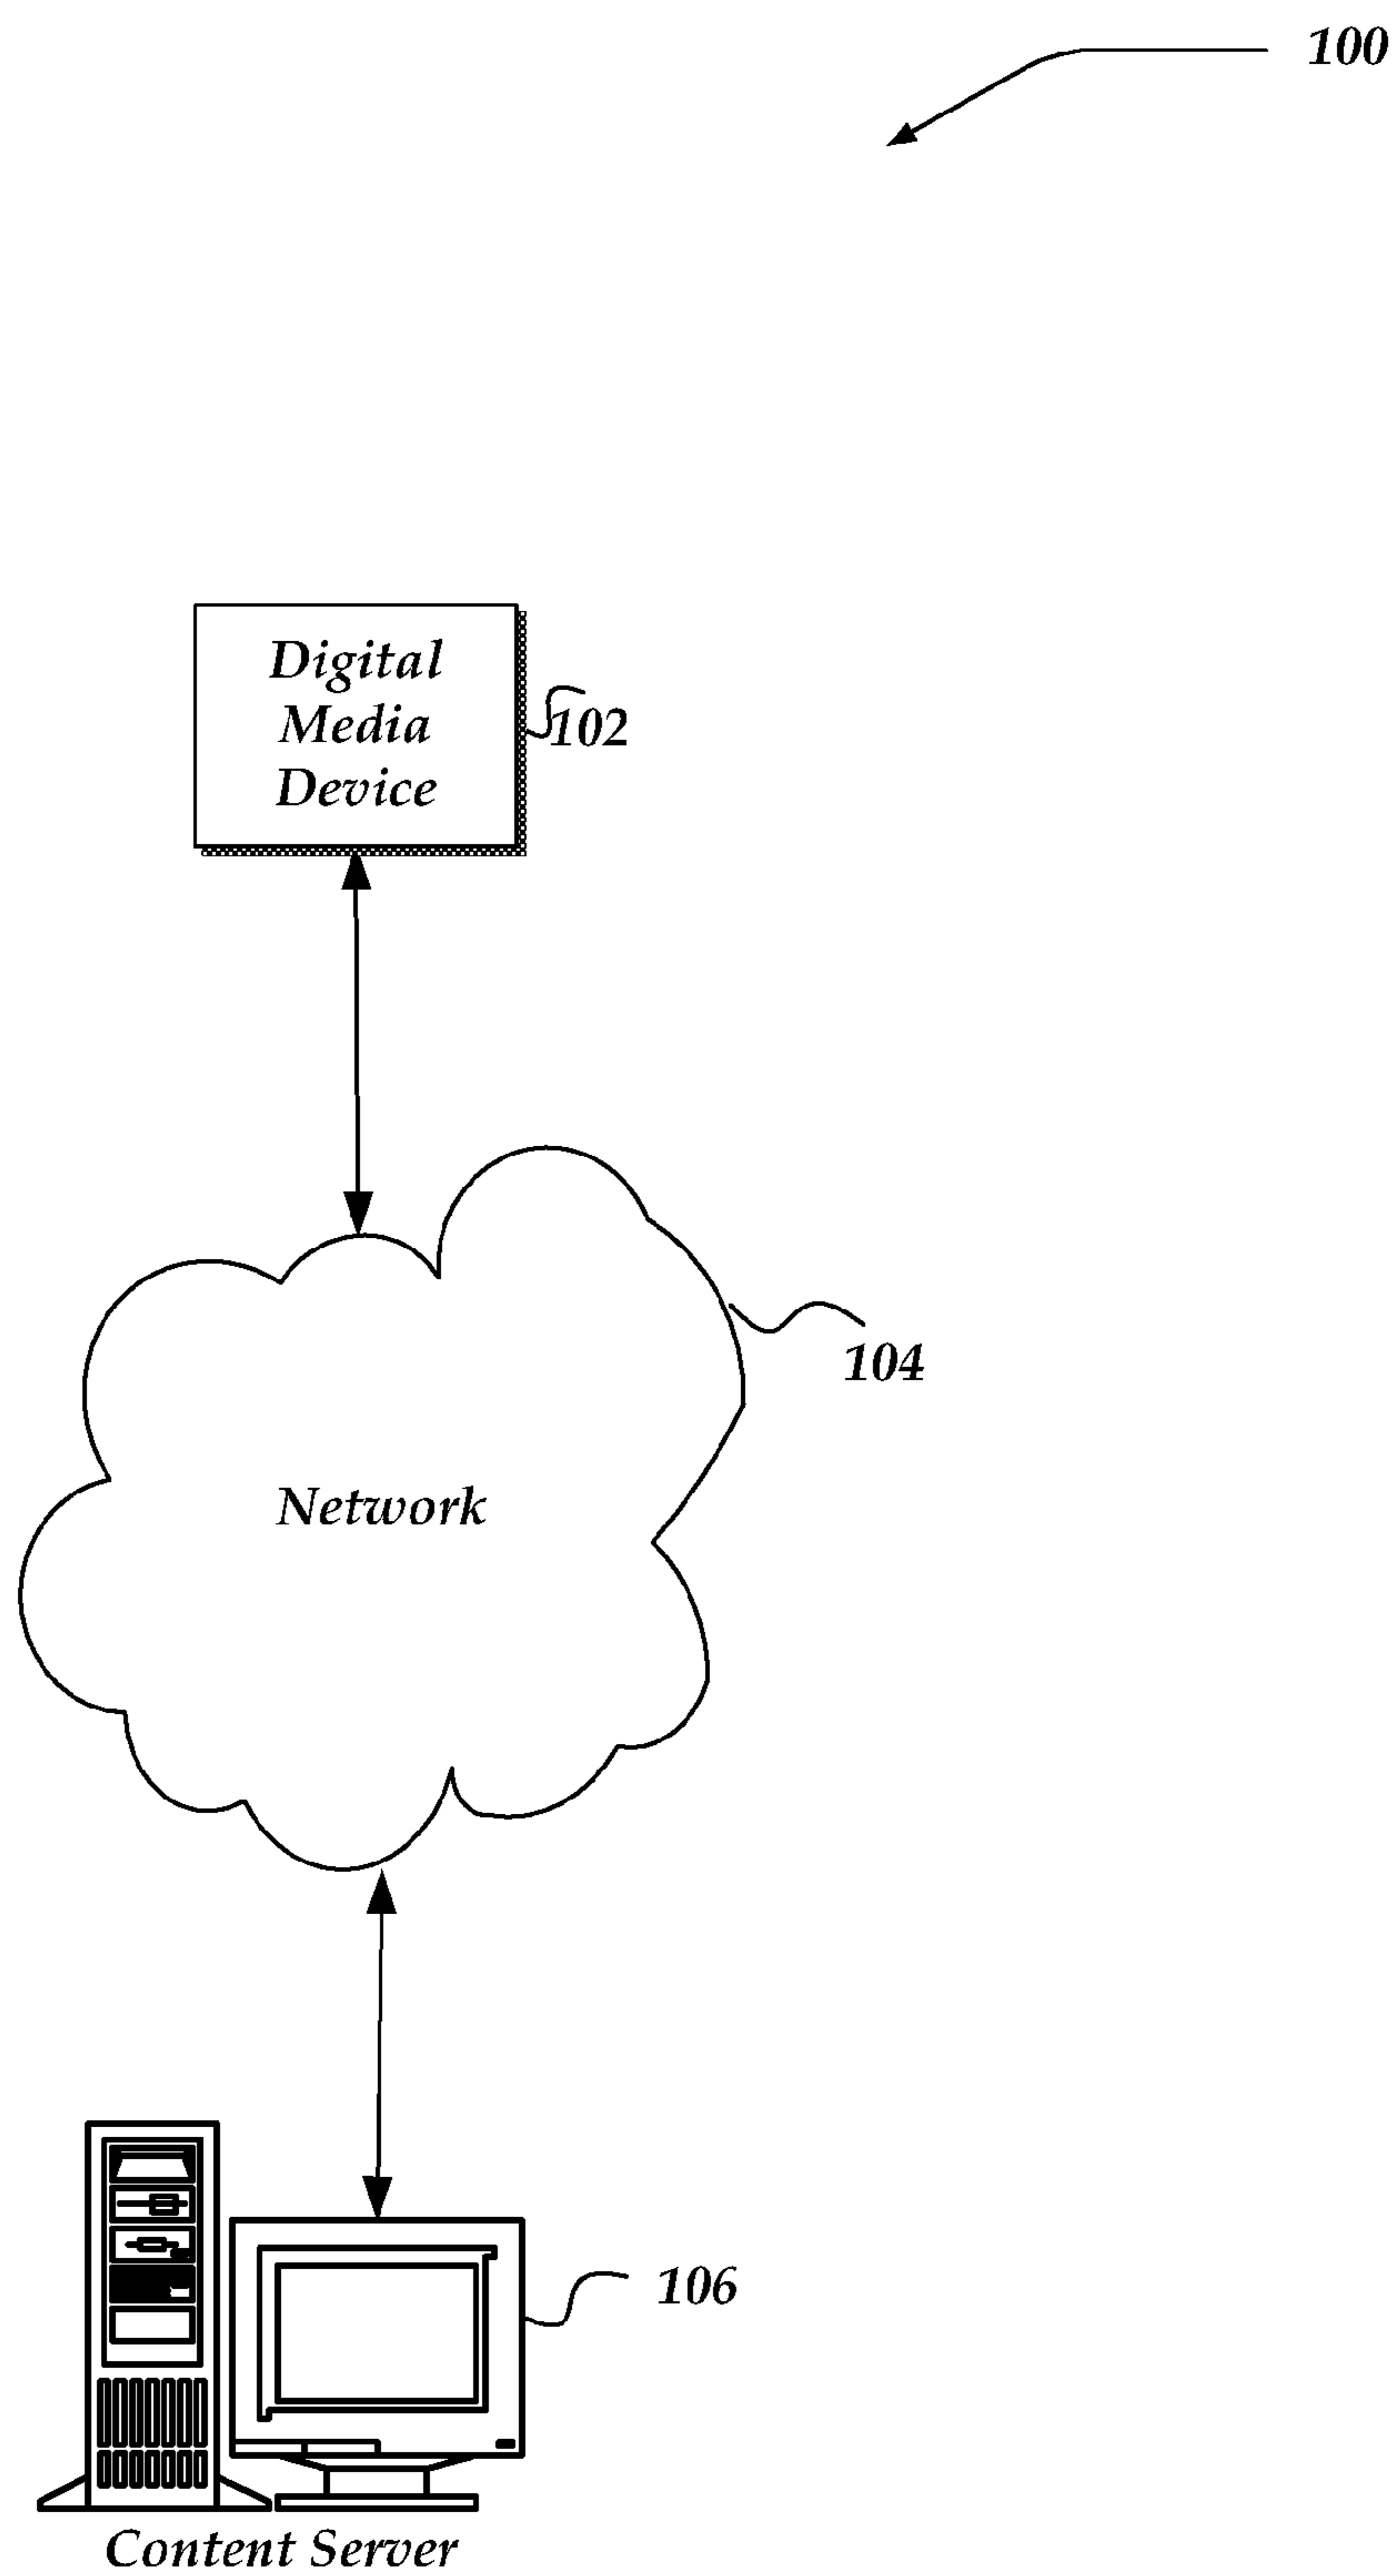 100
Digital
Media
Device
102
104
Network
106
Content Server